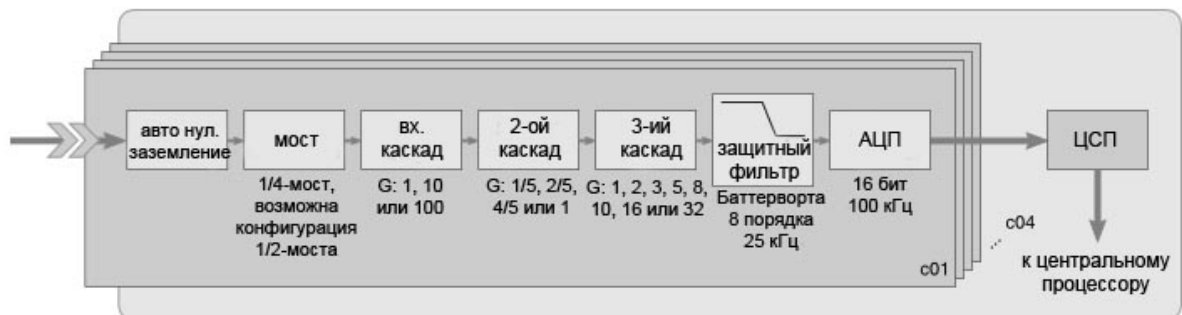 авто нул.
заземление
мост
1/4-мост,
возможна
конфигурация
1/2-моста
вх.
каскад
G: 1, 10
или 100
2-ой
каскад
G: 1/5, 2/5,
4/5 или 1
3-ий
каскад
G: 1, 2, 3, 5, 8,
10, 16 или 32
защитный
фильтр
Баттерворта
8 порядка
25 кГц
АЦП
16 бит
100 кГц
c01
... c04
ЦСП
к центральному
процессору